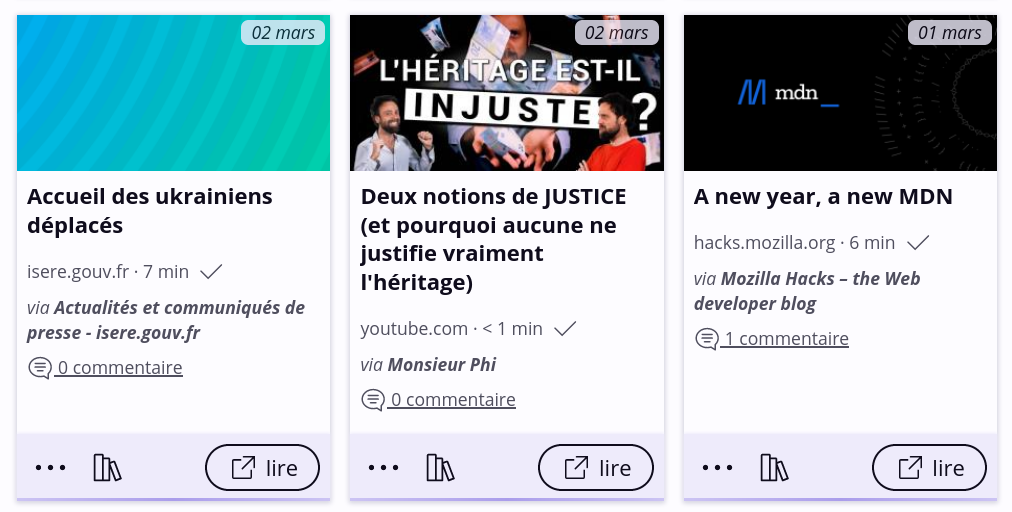 02 mars
Accueil des ukrainiens
déplacés
isere.gouv.fr · 7 min
via Actualités et communiqués de
presse - isere.gouv.fr
0 commentaire
lire
02 mars
L'HÉRITAGE EST-IL
INJUSTE ?
Deux notions de JUSTICE
(et pourquoi aucune ne
justifie vraiment
l'héritage)
youtube.com · < 1 min
via Monsieur Phi
0 commentaire
lire
01 mars
mdn_
A new year, a new MDN
hacks.mozilla.org · 6 min
via Mozilla Hacks – the Web
developer blog
1 commentaire
lire